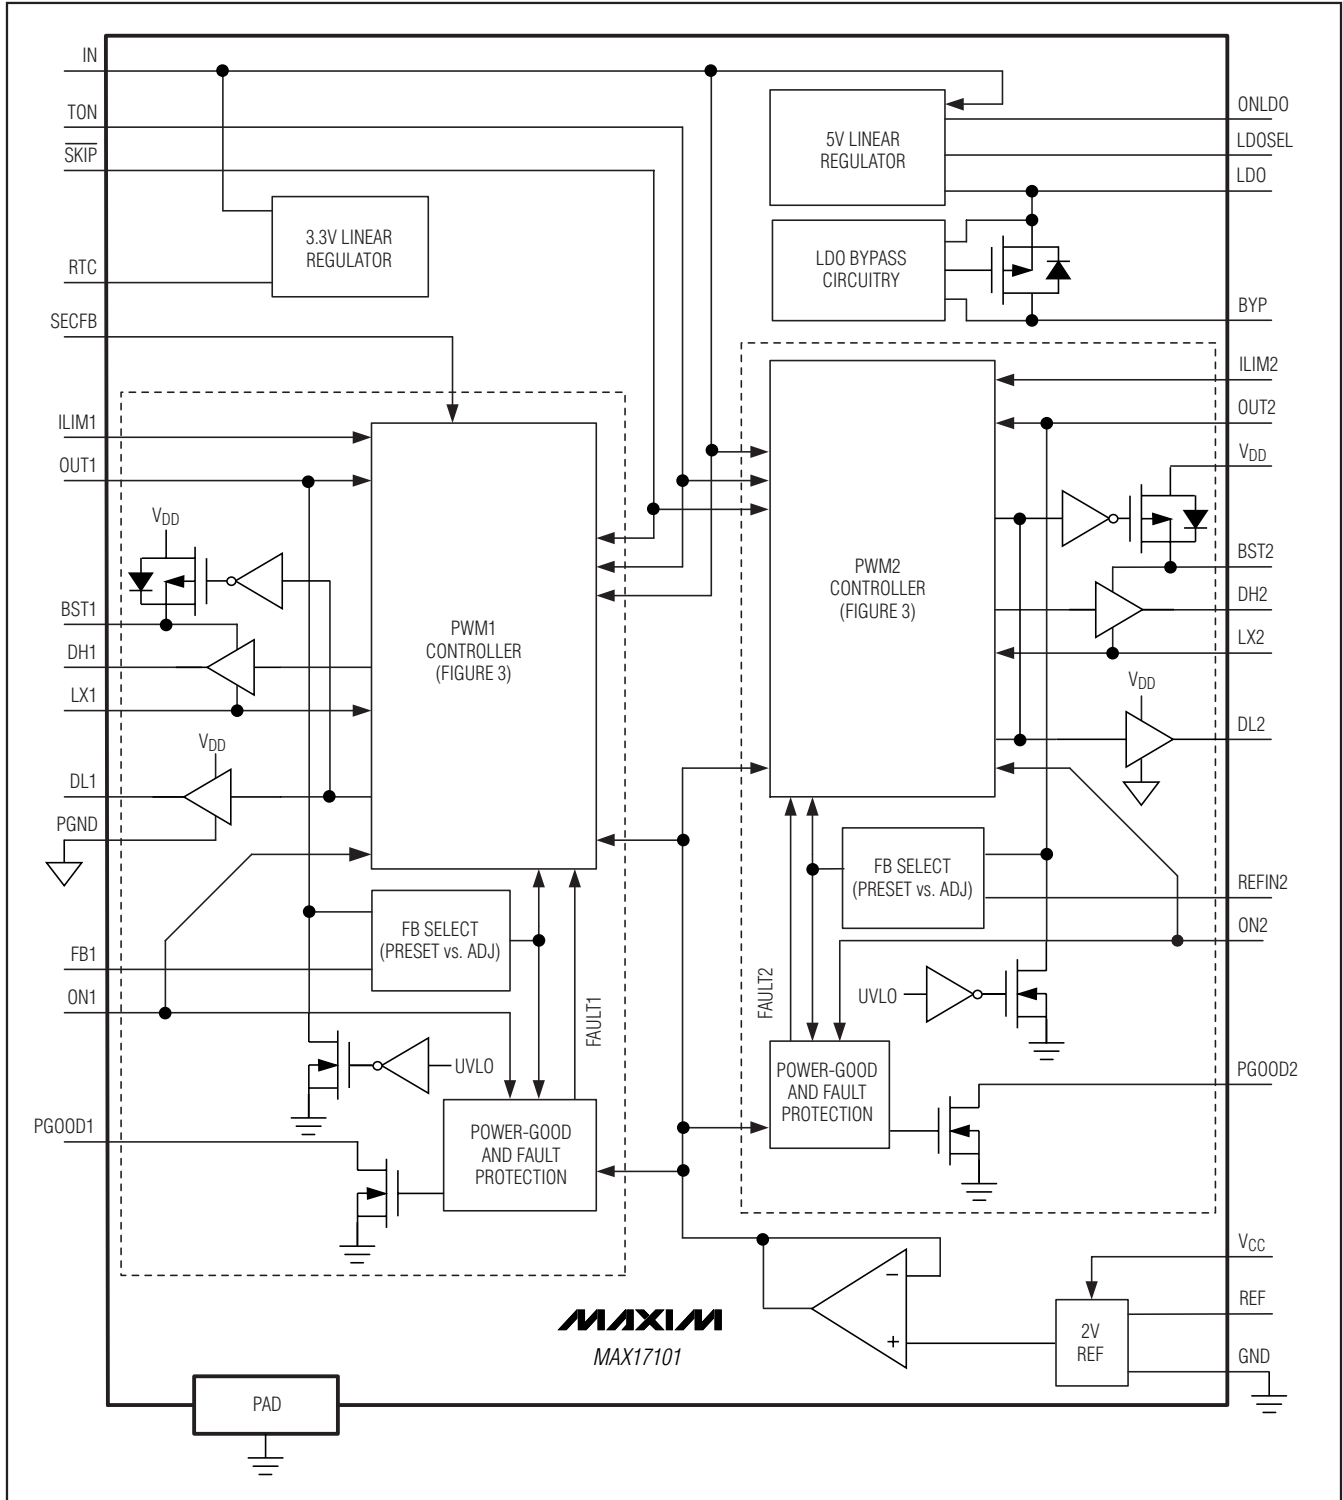 IN
TON
SKIP
3.3V LINEAR
REGULATOR
RTC
SECFB
5V LINEAR
REGULATOR
ONLDO
LDOSEL
LDO
LDO BYPASS
CIRCUITRY
BYP
ILIM1
OUT1
VDD
BST1
DH1
LX1
VDD
DL1
PGND
PWM1
CONTROLLER
(FIGURE 3)
FB SELECT
(PRESET vs. ADJ)
FB1
ON1
FAULT1
UVLO
PGOOD1
POWER-GOOD
AND FAULT
PROTECTION
PWM2
CONTROLLER
(FIGURE 3)
ILIM2
OUT2
VDD
BST2
DH2
LX2
VDD
DL2
FB SELECT
(PRESET vs. ADJ)
REFIN2
ON2
FAULT2
UVLO
POWER-GOOD
AND FAULT
PROTECTION
PGOOD2
VCC
REF
GND
2V
REF
−
+
MAXIM
MAX17101
PAD